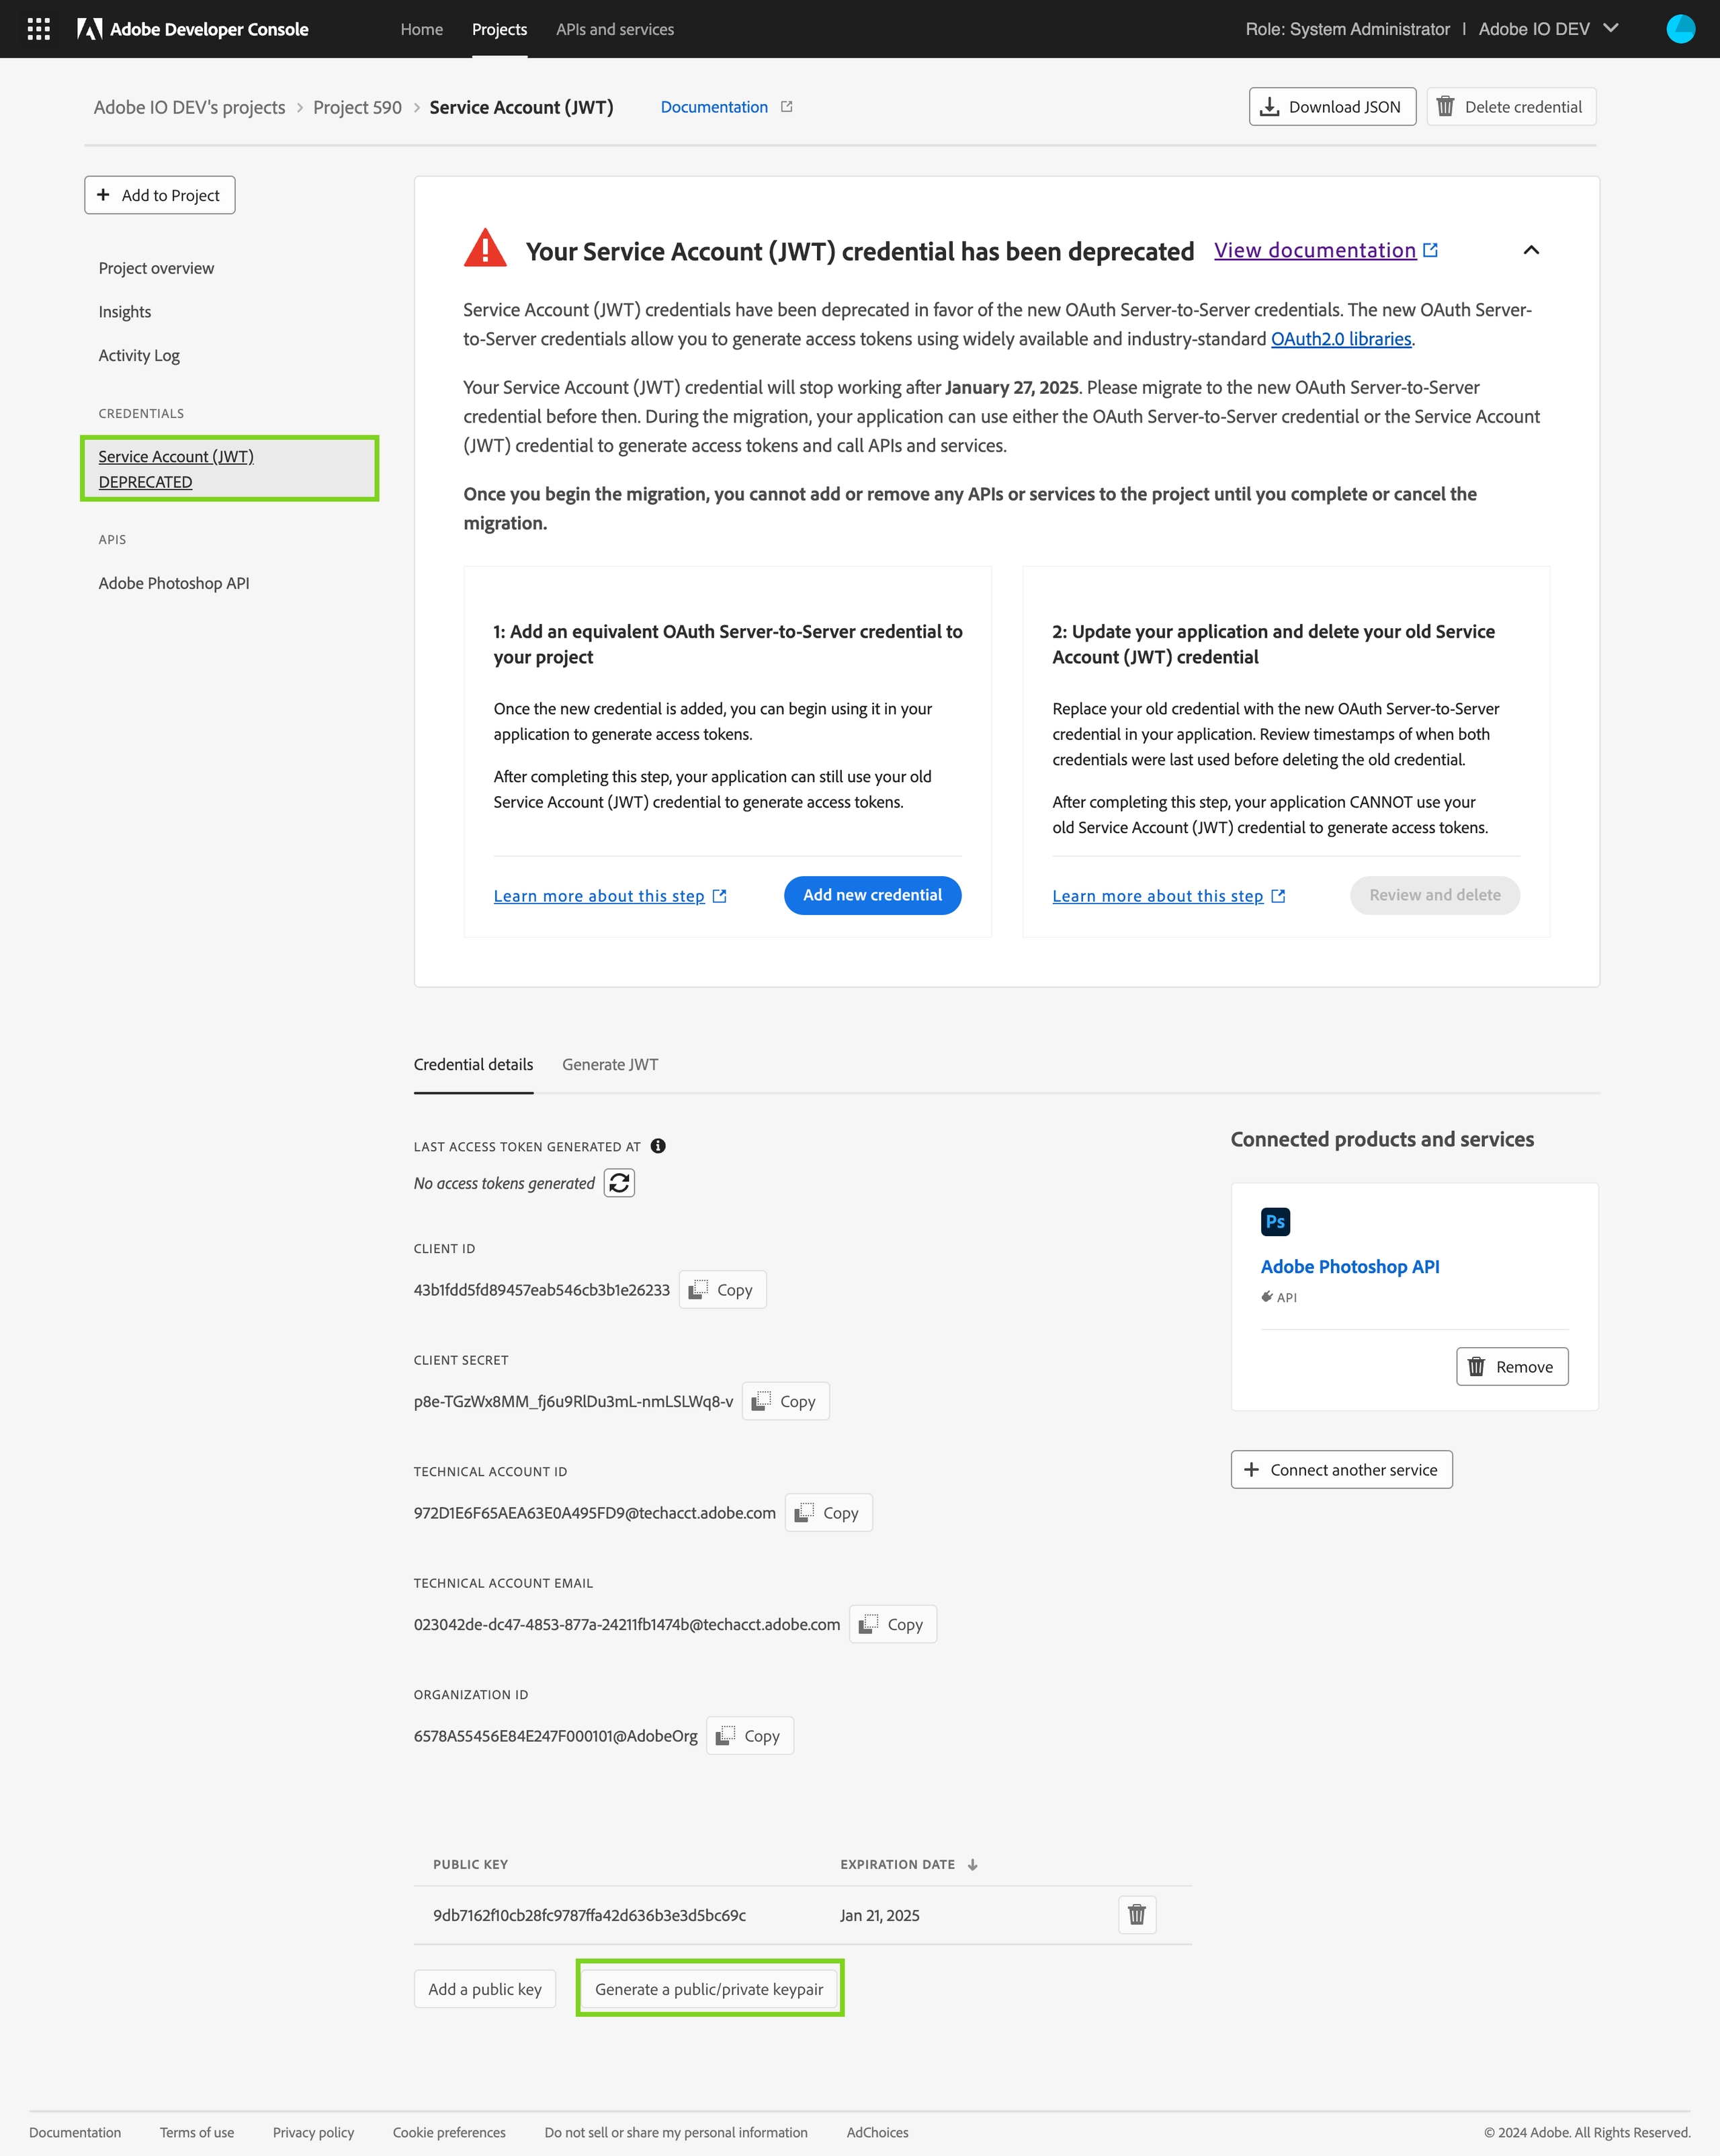 Adobe Developer Console
Home
Projects
APIs and services
Role: System Administrator | Adobe IO DEV
Adobe IO DEV's projects > Project 590 > Service Account (JWT)
Documentation
Download JSON
Delete credential
+ Add to Project
Project overview
Insights
Activity Log
CREDENTIALS
Service Account (JWT)
DEPRECATED
APIS
Adobe Photoshop API
Your Service Account (JWT) credential has been deprecated
View documentation
Service Account (JWT) credentials have been deprecated in favor of the new OAuth Server-to-Server credentials. The new OAuth Server-
to-Server credentials allow you to generate access tokens using widely available and industry-standard OAuth2.0 libraries.
Your Service Account (JWT) credential will stop working after January 27, 2025. Please migrate to the new OAuth Server-to-Server
credential before then. During the migration, your application can use either the OAuth Server-to-Server credential or the Service Account
(JWT) credential to generate access tokens and call APIs and services.
Once you begin the migration, you cannot add or remove any APIs or services to the project until you complete or cancel the
migration.
1: Add an equivalent OAuth Server-to-Server credential to
your project
Once the new credential is added, you can begin using it in your
application to generate access tokens.
After completing this step, your application can still use your old
Service Account (JWT) credential to generate access tokens.
Learn more about this step
Add new credential
2: Update your application and delete your old Service
Account (JWT) credential
Replace your old credential with the new OAuth Server-to-Server
credential in your application. Review timestamps of when both
credentials were last used before deleting the old credential.
After completing this step, your application CANNOT use your
old Service Account (JWT) credential to generate access tokens.
Learn more about this step
Review and delete
Credential details
Generate JWT
LAST ACCESS TOKEN GENERATED AT
No access tokens generated
CLIENT ID
43b1fdd5fd89457eab546cb3b1e26233
Copy
CLIENT SECRET
p8e-TGzWx8MM_fj6u9RlDu3mL-nmLSLWq8-v
Copy
TECHNICAL ACCOUNT ID
972D1E6F65AEA63E0A495FD9@techacct.adobe.com
Copy
TECHNICAL ACCOUNT EMAIL
023042de-dc47-4853-877a-24211fb1474b@techacct.adobe.com
Copy
ORGANIZATION ID
6578A55456E84E247F000101@AdobeOrg
Copy
Connected products and services
Ps
Adobe Photoshop API
API
Remove
+ Connect another service
PUBLIC KEY
EXPIRATION DATE
9db7162f10cb28fc9787ffa42d636b3e3d5bc69c
Jan 21, 2025
Add a public key
Generate a public/private keypair
Documentation
Terms of use
Privacy policy
Cookie preferences
Do not sell or share my personal information
AdChoices
© 2024 Adobe. All Rights Reserved.